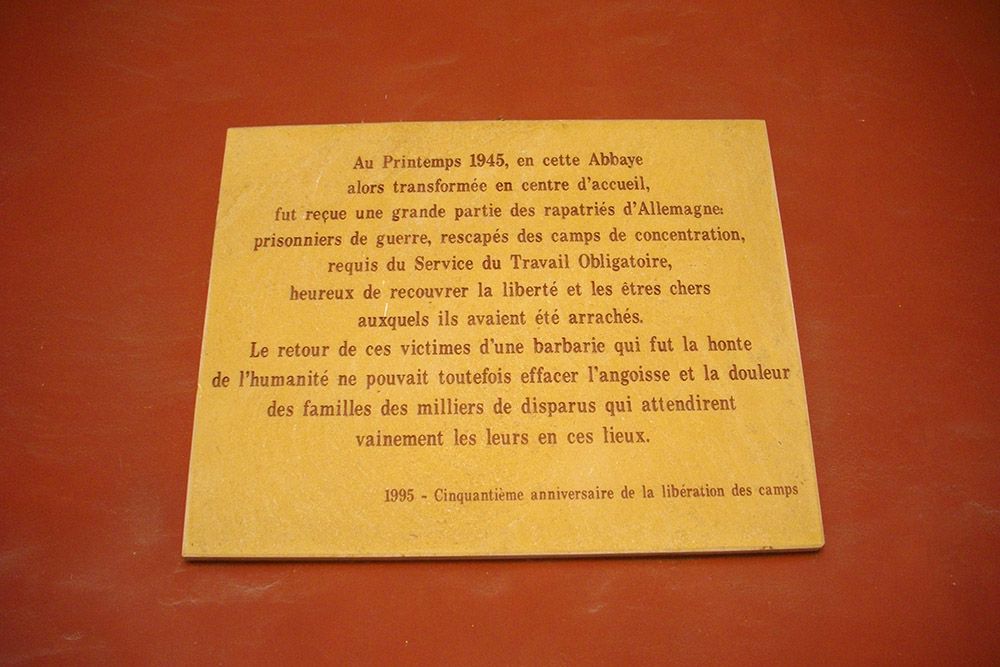 Au Printemps 1945, en cette Abbaye
alors transformée en centre d'accueil,
fut reçue une grande partie des rapatriés d'Allemagne:
prisonniers de guerre, rescapés des camps de concentration,
requis du Service du Travail Obligatoire,
heureux de recouvrer la liberté et les êtres chers
auxquels ils avaient été arrachés.
Le retour de ces victimes d'une barbarie qui fut la honte
de l'humanité ne pouvait toutefois effacer l'angoisse et la douleur
des familles des milliers de disparus qui attendirent
vainement les leurs en ces lieux.
1995 - Cinquantième anniversaire de la libération des camps